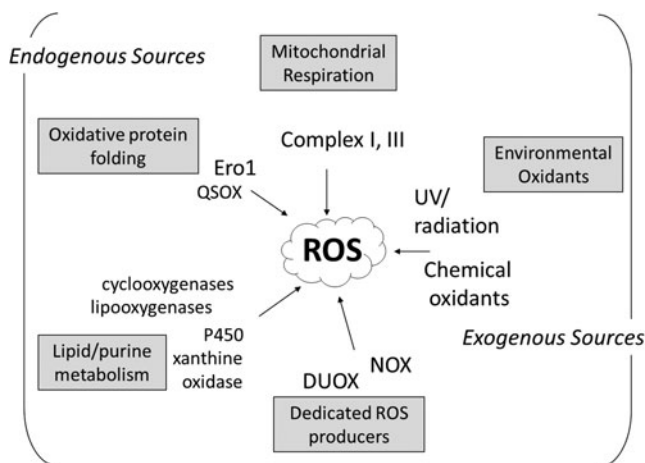 Endogenous Sources
Mitochondrial
Respiration
Oxidative protein
folding
Ero1
QSOX
Complex I, III
Environmental
Oxidants
UV/
radiation
ROS
Chemical
oxidants
cyclooxygenases
lipooxygenases
P450
xanthine
oxidase
Lipid/purine
metabolism
Exogenous Sources
NOX
DUOX
Dedicated ROS
producers